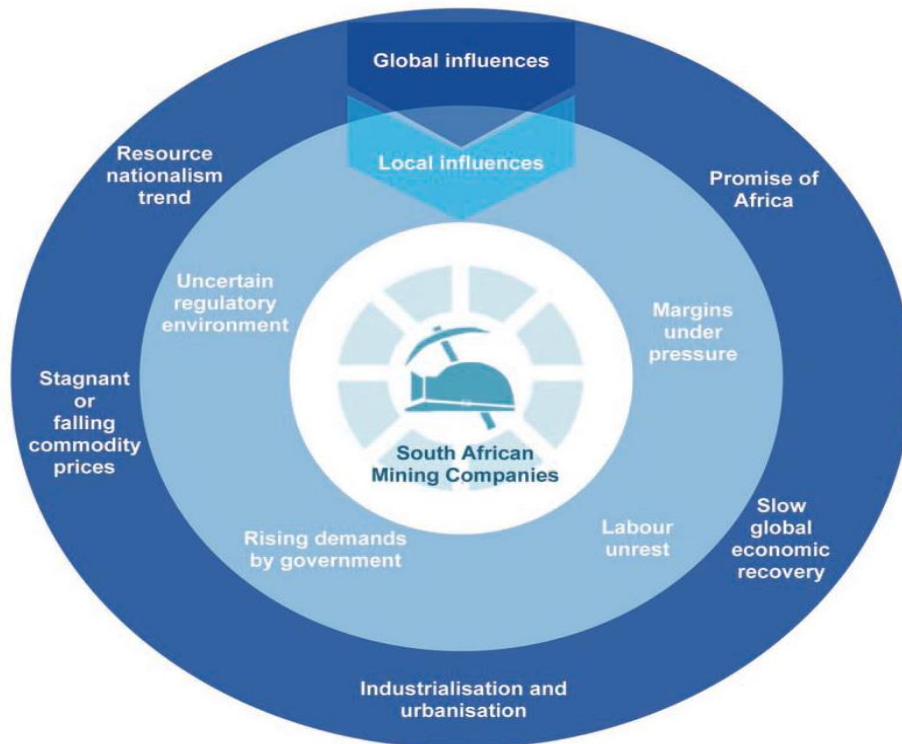 Global influences
Local influences
Resource
nationalism
trend
Promise of
Africa
Uncertain
regulatory
environment
Margins
under
pressure
Stagnant
or
falling
commodity
prices
South African
Mining Companies
Slow
global
economic
recovery
Rising demands
by government
Labour
unrest
Industrialisation and
urbanisation